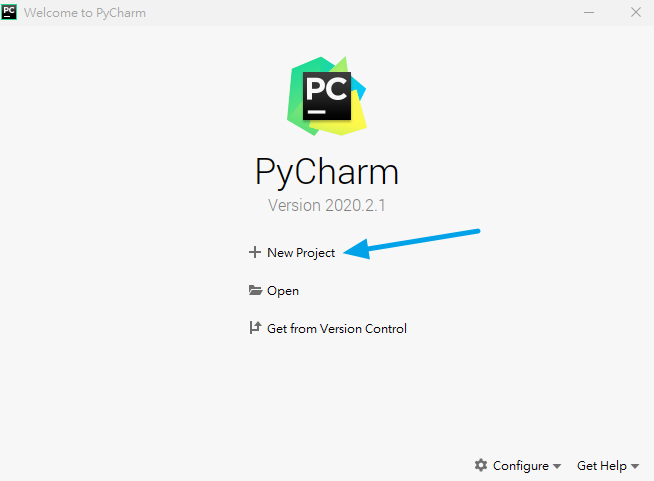 PC Welcome to PyCharm
PC
PyCharm
Version 2020.2.1
New Project
Open
Get from Version Control
Configure Get Help